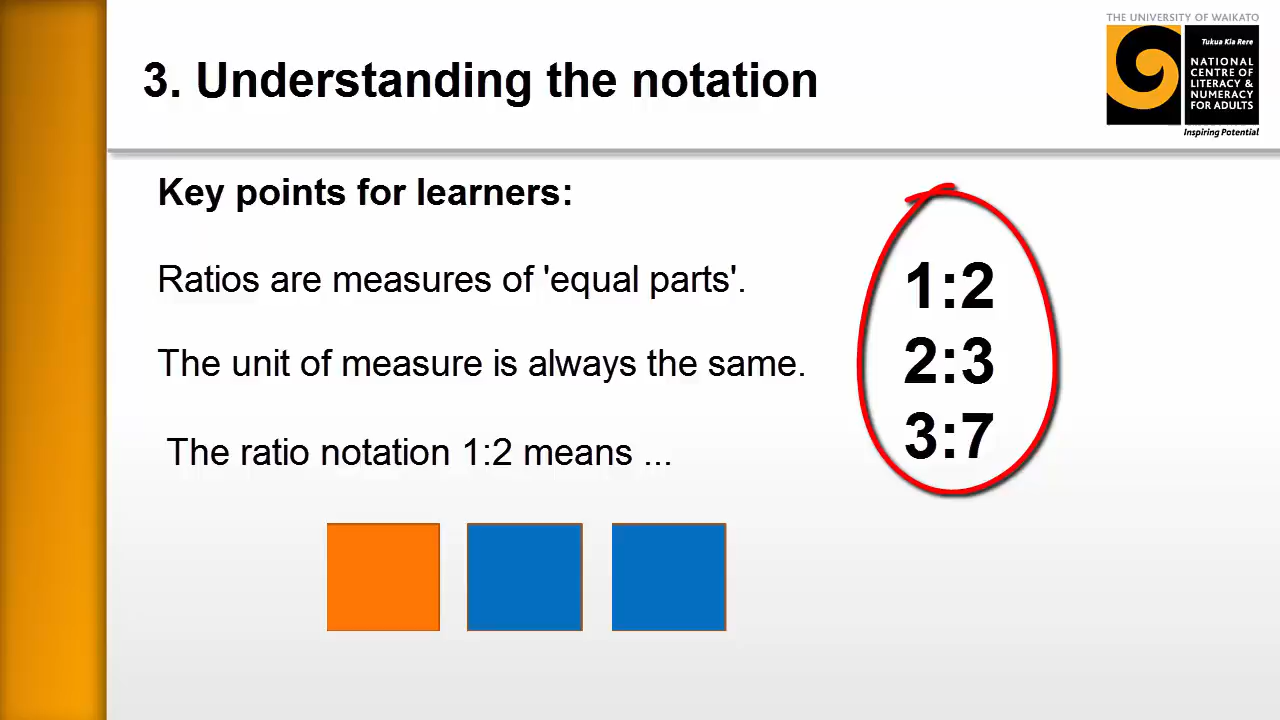 THE UNIVERSITY OF WAIKATO
Tukua Kia Rere
NATIONAL
CENTRE OF
LITERACY &
NUMERACY
FOR ADULTS
Inspiring Potential
3. Understanding the notation
Key points for learners:
Ratios are measures of 'equal parts'.
The unit of measure is always the same.
The ratio notation 1:2 means ...
1:2
2:3
3:7